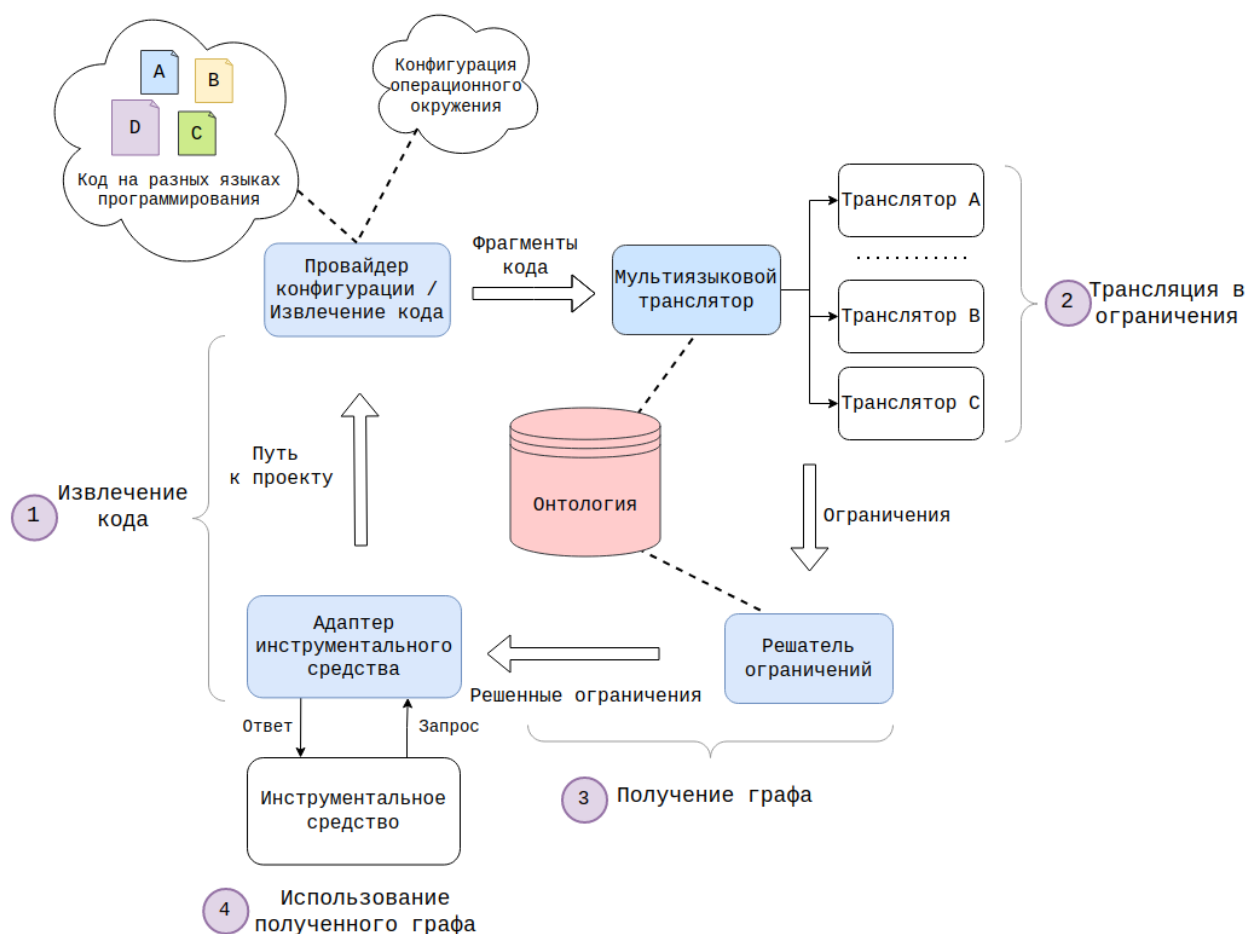 A
B
D
C
Код на разных языках
программирования
Конфигурация
операционного
окружения
Провайдер
конфигурации /
Извлечение кода
Фрагменты
кода
Мультиязыковой
транслятор
Транслятор A
............
Транслятор B
Транслятор C
2
Трансляция в
ограничения
Путь
к проекту
1
Извлечение
кода
Онтология
Ограничения
Адаптер
инструментального
средства
Решенные ограничения
Решатель
ограничений
Ответ
Запрос
Инструментальное
средство
3
Получение графа
4
Использование
полученного графа